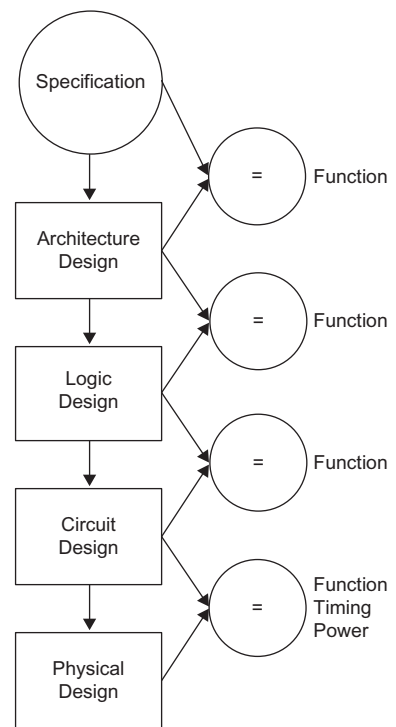 Specification
=
Function
Architecture
Design
=
Function
Logic
Design
=
Function
Circuit
Design
=
Function
Timing
Power
Physical
Design